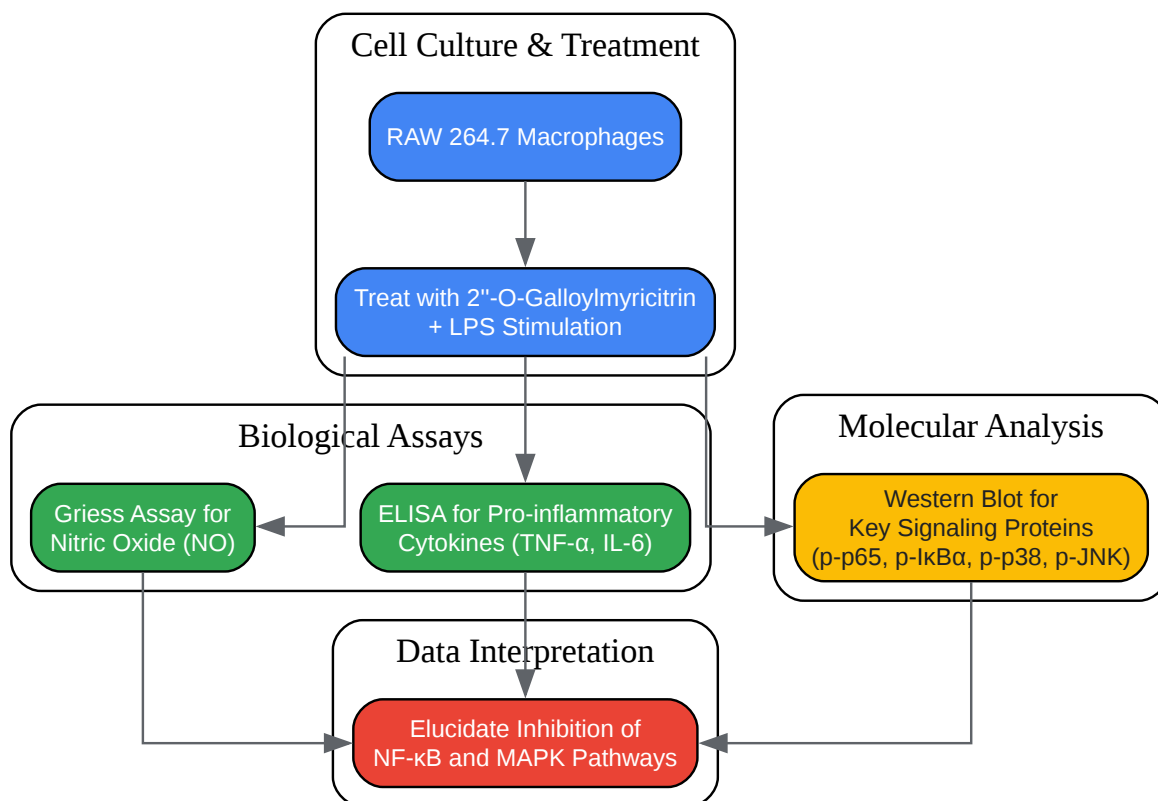 Cell Culture & Treatment
RAW 264.7 Macrophages
Treat with 2"-O-Galloylmyricitrin
+ LPS Stimulation
Biological Assays
Griess Assay for
Nitric Oxide (NO)
ELISA for Pro-inflammatory
Cytokines (TNF-α, IL-6)
Molecular Analysis
Western Blot for
Key Signaling Proteins
(p-p65, p-IκBα, p-p38, p-JNK)
Data Interpretation
Elucidate Inhibition of
NF-κB and MAPK Pathways